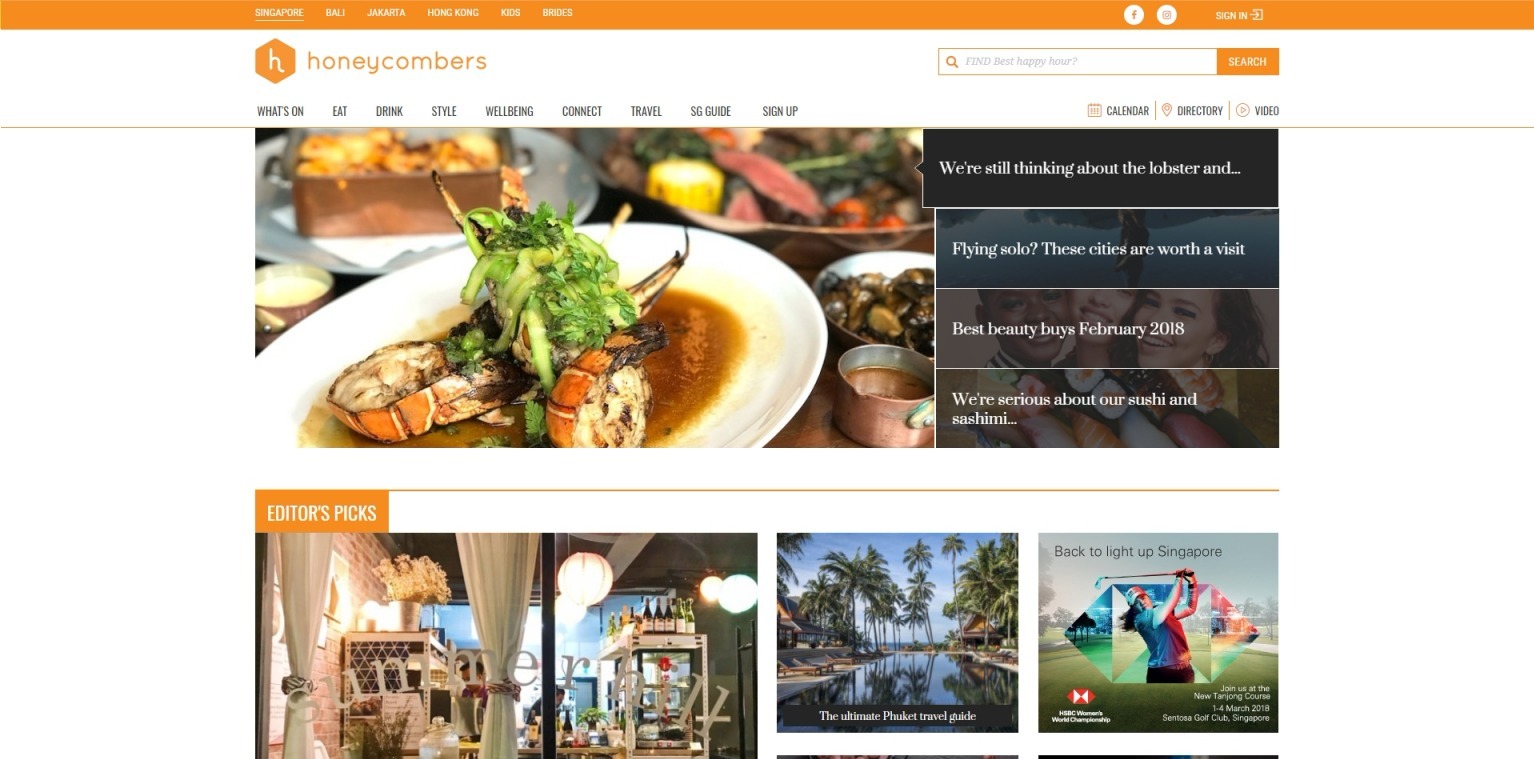 SINGAPORE BALI JAKARTA HONG KONG KIDS BRIDES
f
SIGN IN
h honeycombers
FIND Best happy hour?
SEARCH
WHAT'S ON EAT DRINK STYLE WELLBEING CONNECT TRAVEL SG GUIDE SIGN UP
CALENDAR DIRECTORY VIDEO
We're still thinking about the lobster and...
Flying solo? These cities are worth a visit
Best beauty buys February 2018
We're serious about our sushi and
sashimi...
EDITOR'S PICKS
summerhill
The ultimate Phuket travel guide
Back to light up Singapore
HSBC Women's
World Championship
Join us at the
New Tanjong Course
1-4 March 2018
Sentosa Golf Club, Singapore